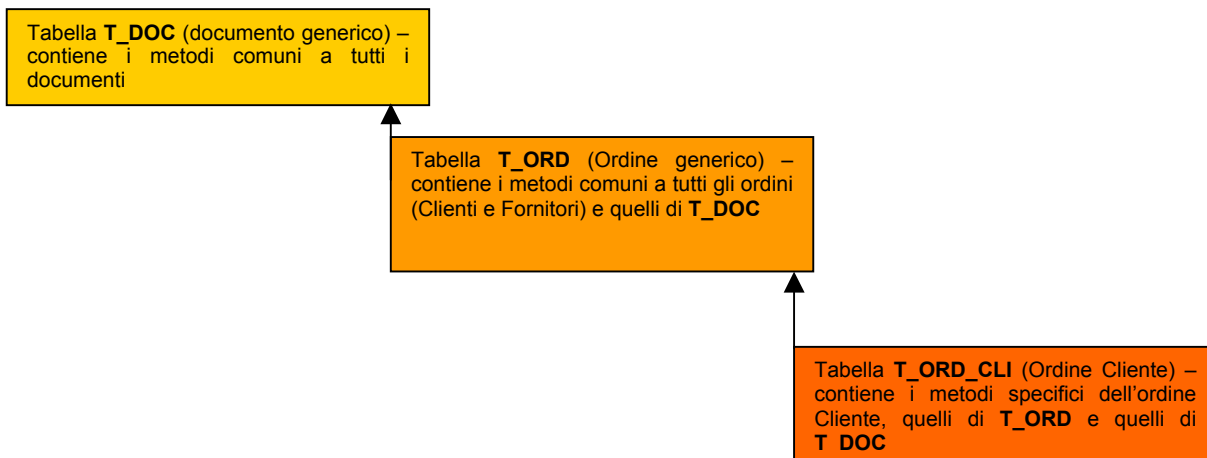 Tabella T_DOC (documento generico) –
contiene i metodi comuni a tutti i
documenti
Tabella T_ORD (Ordine generico) –
contiene i metodi comuni a tutti gli ordini
(Clienti e Fornitori) e quelli di T_DOC
Tabella T_ORD_CLI (Ordine Cliente) –
contiene i metodi specifici dell’ordine
Cliente, quelli di T_ORD e quelli di
T_DOC